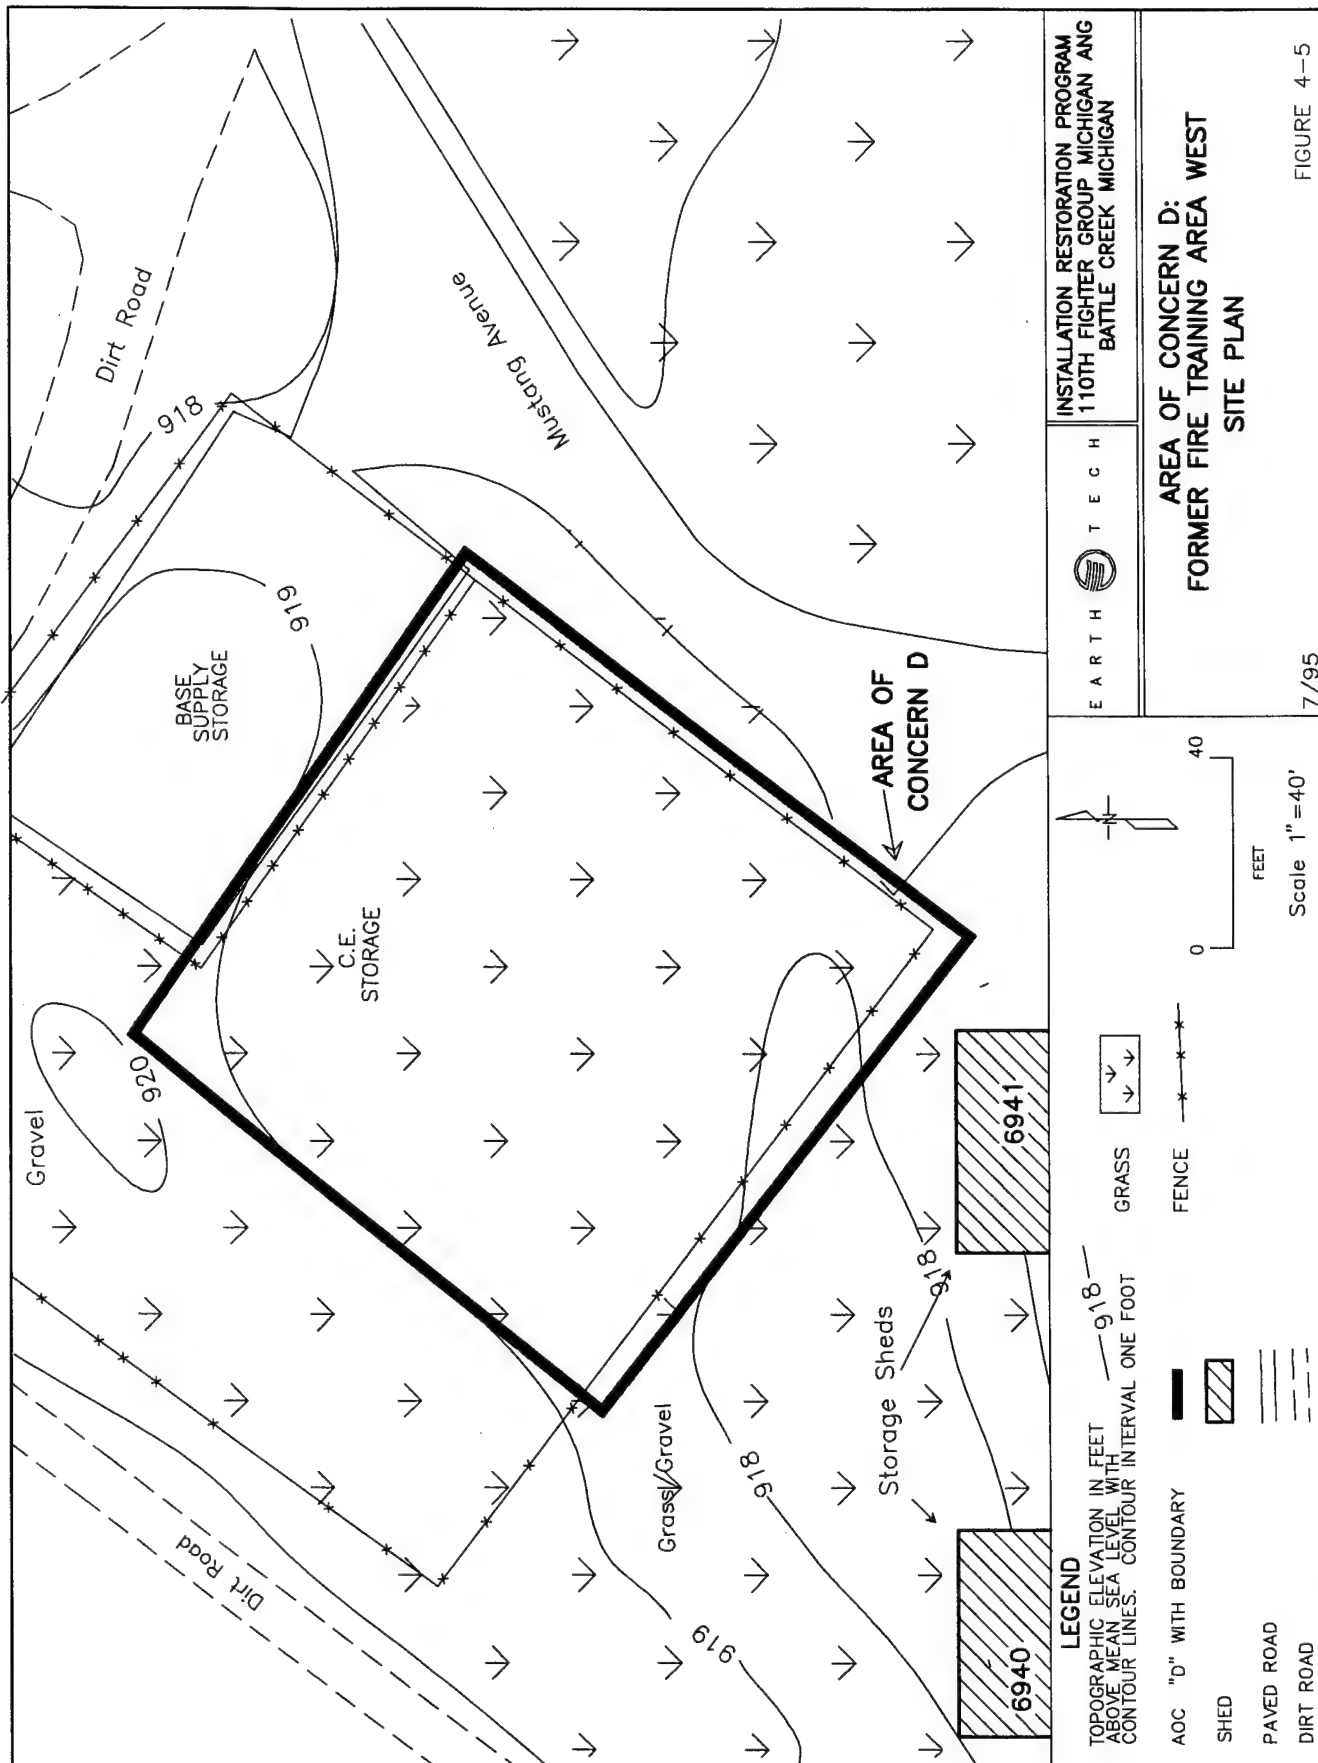 Gravel
920
Dirt Road
918
BASE
SUPPLY
STORAGE
919
C.E.
STORAGE
Mustang Avenue
Dirt Road
Grass/Gravel
919
918
918
Storage Sheds
AREA OF
CONCERN D
6940
6941
LEGEND
TOPOGRAPHIC ELEVATION IN FEET
ABOVE MEAN SEA LEVEL WITH
CONTOUR LINES. CONTOUR INTERVAL ONE FOOT
918
AOC "D" WITH BOUNDARY
SHED
PAVED ROAD
DIRT ROAD
GRASS
FENCE
N
0
40
FEET
Scale 1"=40'
EARTH TECH
INSTALLATION RESTORATION PROGRAM
110TH FIGHTER GROUP MICHIGAN ANG
BATTLE CREEK MICHIGAN
AREA OF CONCERN D:
FORMER FIRE TRAINING AREA WEST
SITE PLAN
7/95
FIGURE 4-5